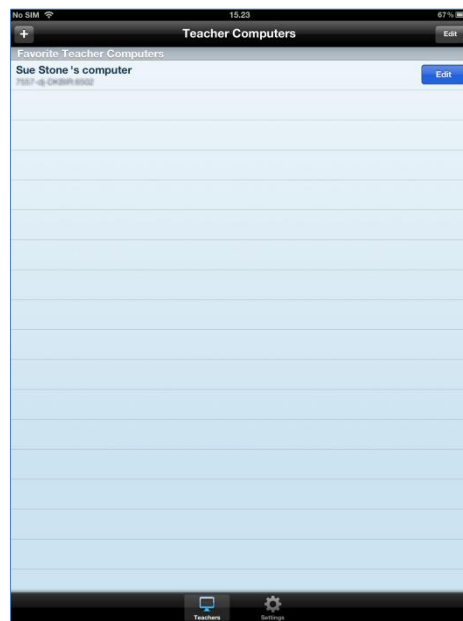 No SIM 15.23 67%
+ Teacher Computers Edit
Favorite Teacher Computers
Sue Stone 's computer
Edit
Teachers Settings